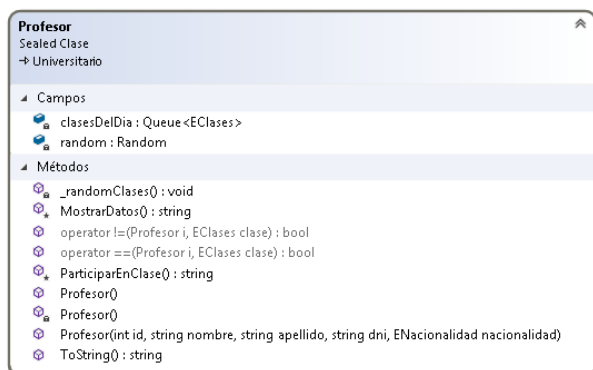 Profesor
Sealed Clase
Universitario
Campos
clasesDelDia : Queue<EClases>
random : Random
Métodos
_randomClases() : void
MostrarDatos() : string
operator !=(Profesor i, EClases clase) : bool
operator ==(Profesor i, EClases clase) : bool
ParticiparEnClase() : string
Profesor()
Profesor()
Profesor(int id, string nombre, string apellido, string dni, ENacionalidad nacionalidad)
ToString() : string